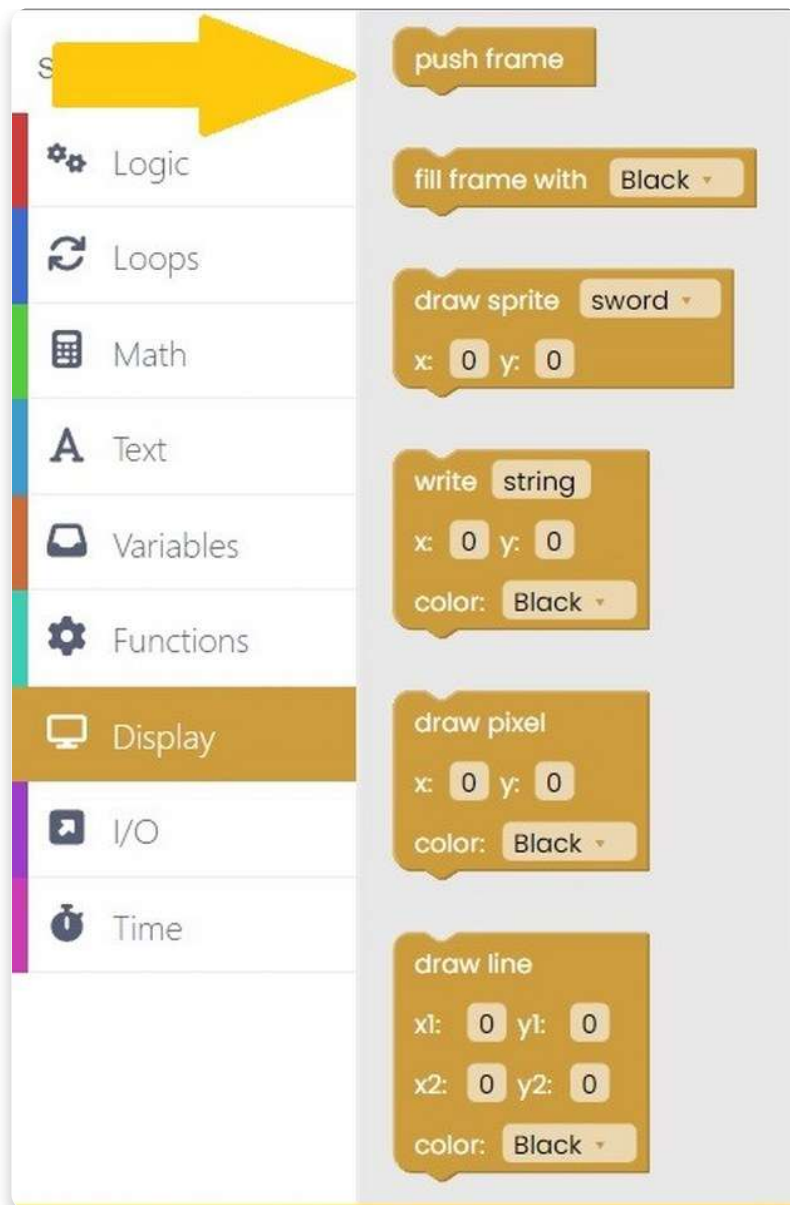 S
Logic
Loops
Math
Text
Variables
Functions
Display
I/O
Time
push frame
fill frame with Black
draw sprite sword
x: 0 y: 0
write string
x: 0 y: 0
color: Black
draw pixel
x: 0 y: 0
color: Black
draw line
x1: 0 y1: 0
x2: 0 y2: 0
color: Black